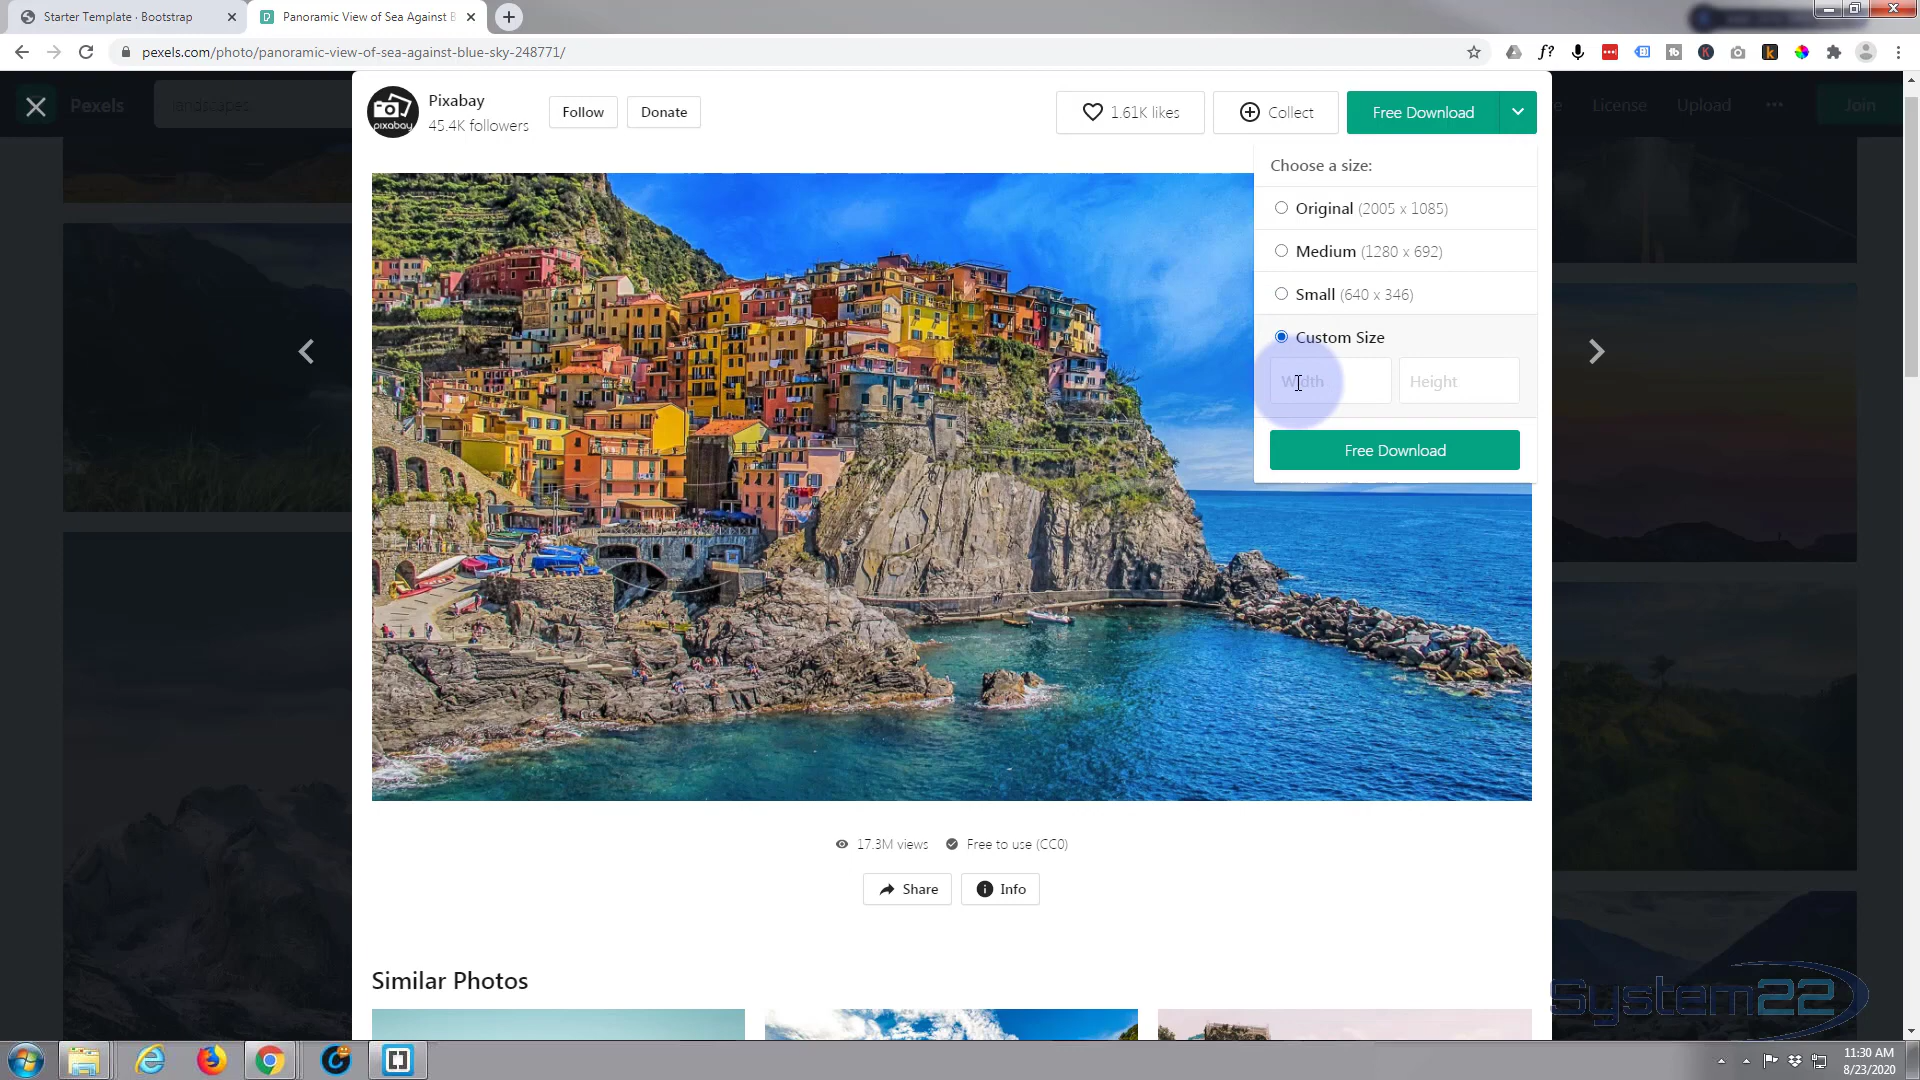 Starter Template · Bootstrap
Panoramic View of Sea Against B
pexels.com/photo/panoramic-view-of-sea-against-blue-sky-248771/
Pexels
landscapes
License
Upload
Join
pixabay
Pixabay
45.4K followers
Follow
Donate
1.61K likes
Collect
Free Download
Choose a size:
Original (2005 x 1085)
Medium (1280 x 692)
Small (640 x 346)
Custom Size
Width
Height
Free Download
17.3M views
Free to use (CC0)
Share
Info
Similar Photos
System22
11:30 AM
8/23/2020